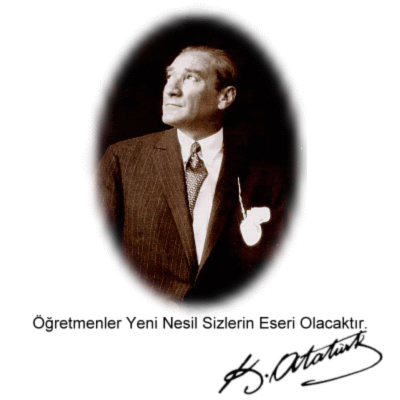 Öğretmenler Yeni Nesil Sizlerin Eseri Olacaktır.
K. Atatürk